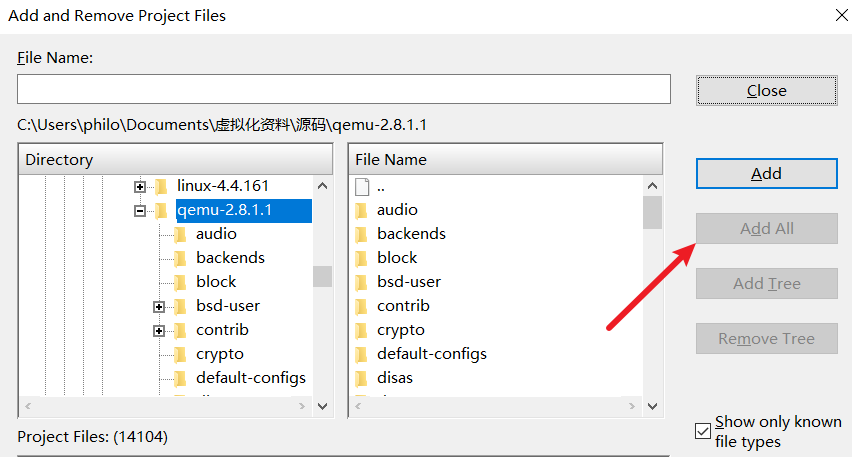 Add and Remove Project Files
File Name:
Close
C:\Users\philo\Documents\虚拟化资料\源码\qemu-2.8.1.1
Directory
File Name
Add
linux-4.4.161
qemu-2.8.1.1
audio
backends
block
bsd-user
contrib
crypto
default-configs
..
audio
backends
block
bsd-user
contrib
crypto
default-configs
disas
Add All
Add Tree
Remove Tree
Show only known
file types
Project Files: (14104)